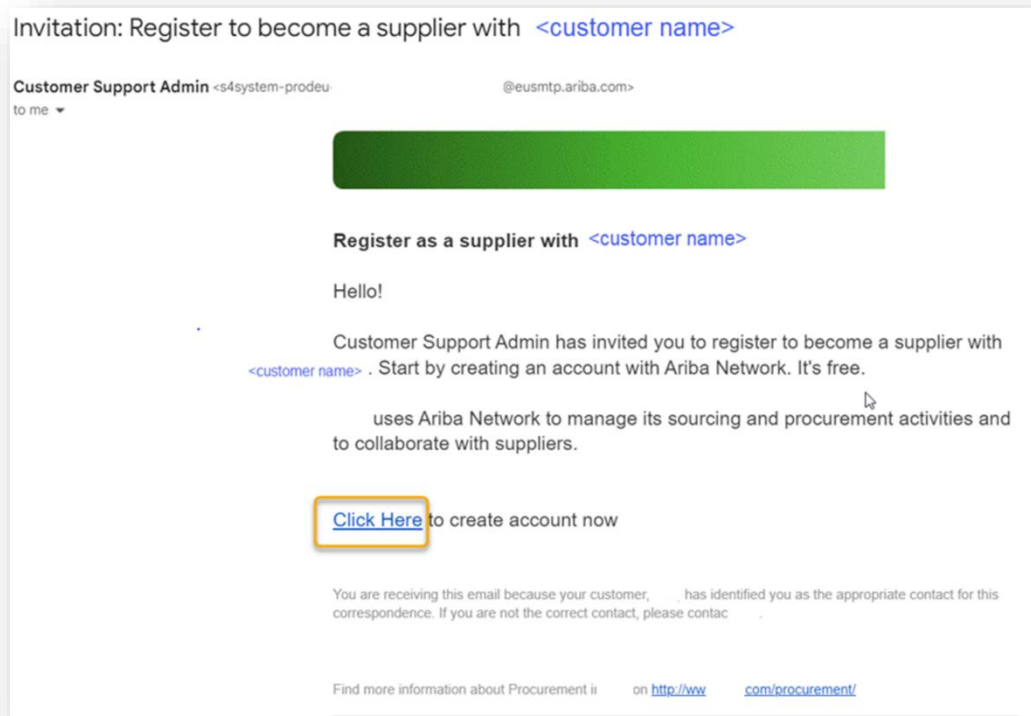 Invitation: Register to become a supplier with <customer name>
Customer Support Admin <s4system-prodeu @eusmtp.ariba.com>
to me
Register as a supplier with <customer name>
Hello!
Customer Support Admin has invited you to register to become a supplier with
<customer name> . Start by creating an account with Ariba Network. It's free.
uses Ariba Network to manage its sourcing and procurement activities and
to collaborate with suppliers.
Click Here to create account now
You are receiving this email because your customer, has identified you as the appropriate contact for this
correspondence. If you are not the correct contact, please contac .
Find more information about Procurement on http://ww com/procurement/